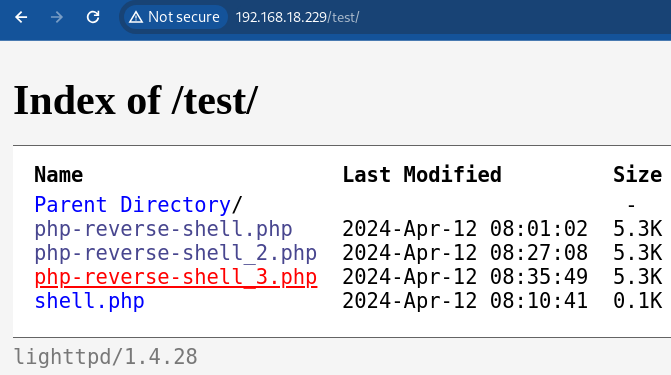 Not secure 192.168.18.229/test/
Index of /test/
Name Last Modified Size
Parent Directory/ -
php-reverse-shell.php 2024-Apr-12 08:01:02 5.3K
php-reverse-shell_2.php 2024-Apr-12 08:27:08 5.3K
php-reverse-shell_3.php 2024-Apr-12 08:35:49 5.3K
shell.php 2024-Apr-12 08:10:41 0.1K
lighttpd/1.4.28